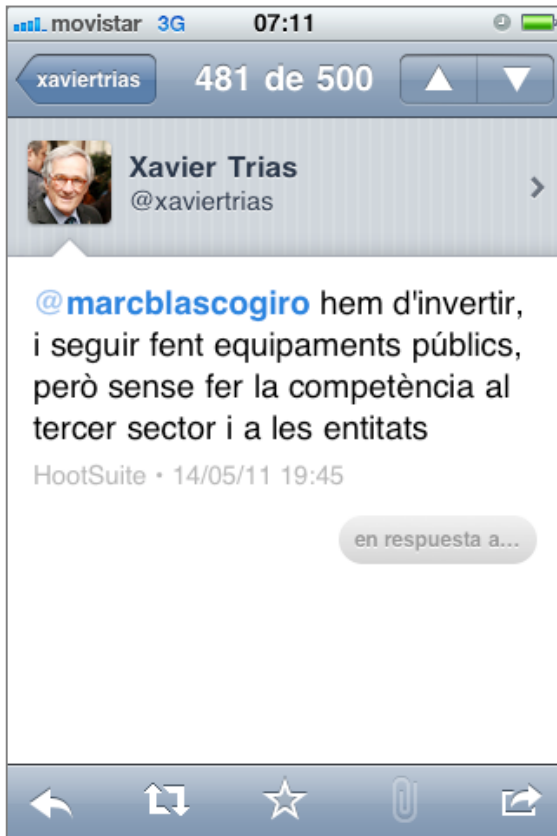 movistar 3G 07:11
xaviertrias 481 de 500
Xavier Trias
@xaviertrias
@marcblascogiro hem d'invertir,
i seguir fent equipaments públics,
però sense fer la competència al
tercer sector i a les entitats
HootSuite • 14/05/11 19:45
en respuesta a...